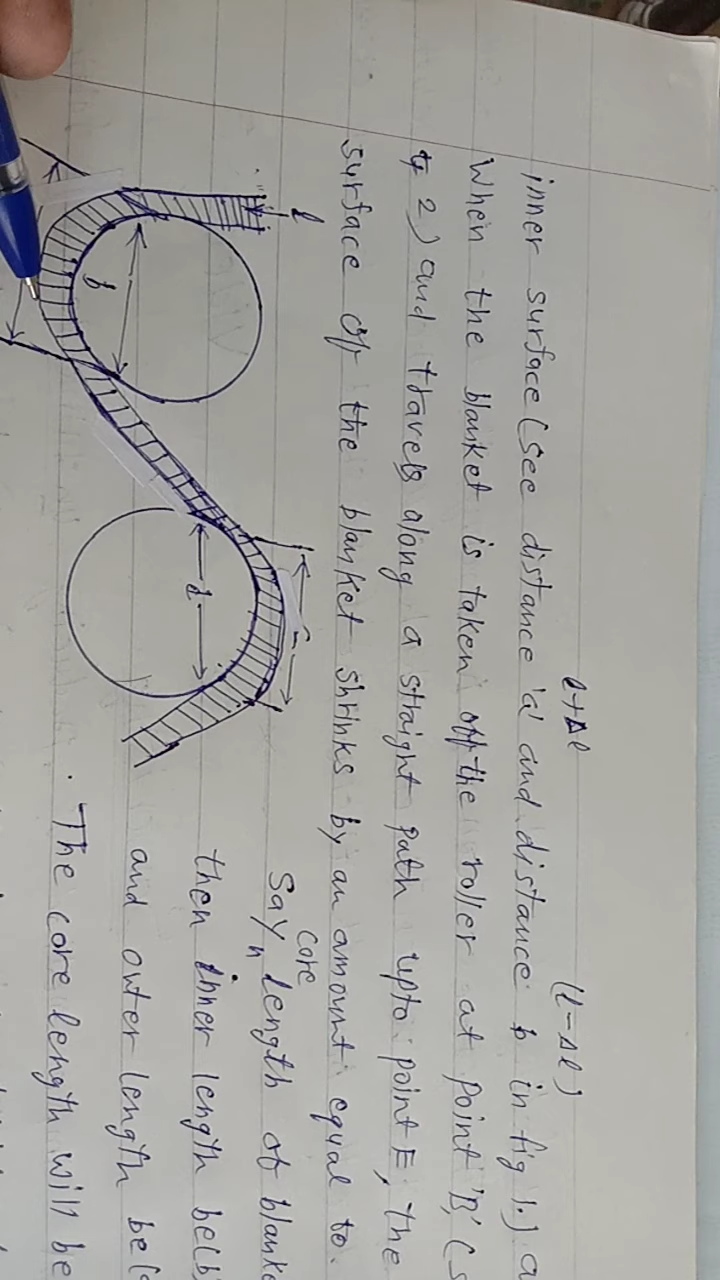 l+Δl (l-Δl)
inner surface (see distance 'a' and distance b in fig 1.) a
When the blanket is taken off the roller at point 'B', (s
& 2) and travels along a straight path upto point E, the
surface of the blanket shrinks by an amount equal to.
Say core length of blanke
then inner length be(b
and outer length be(
. The core length will be
t
b
c
d